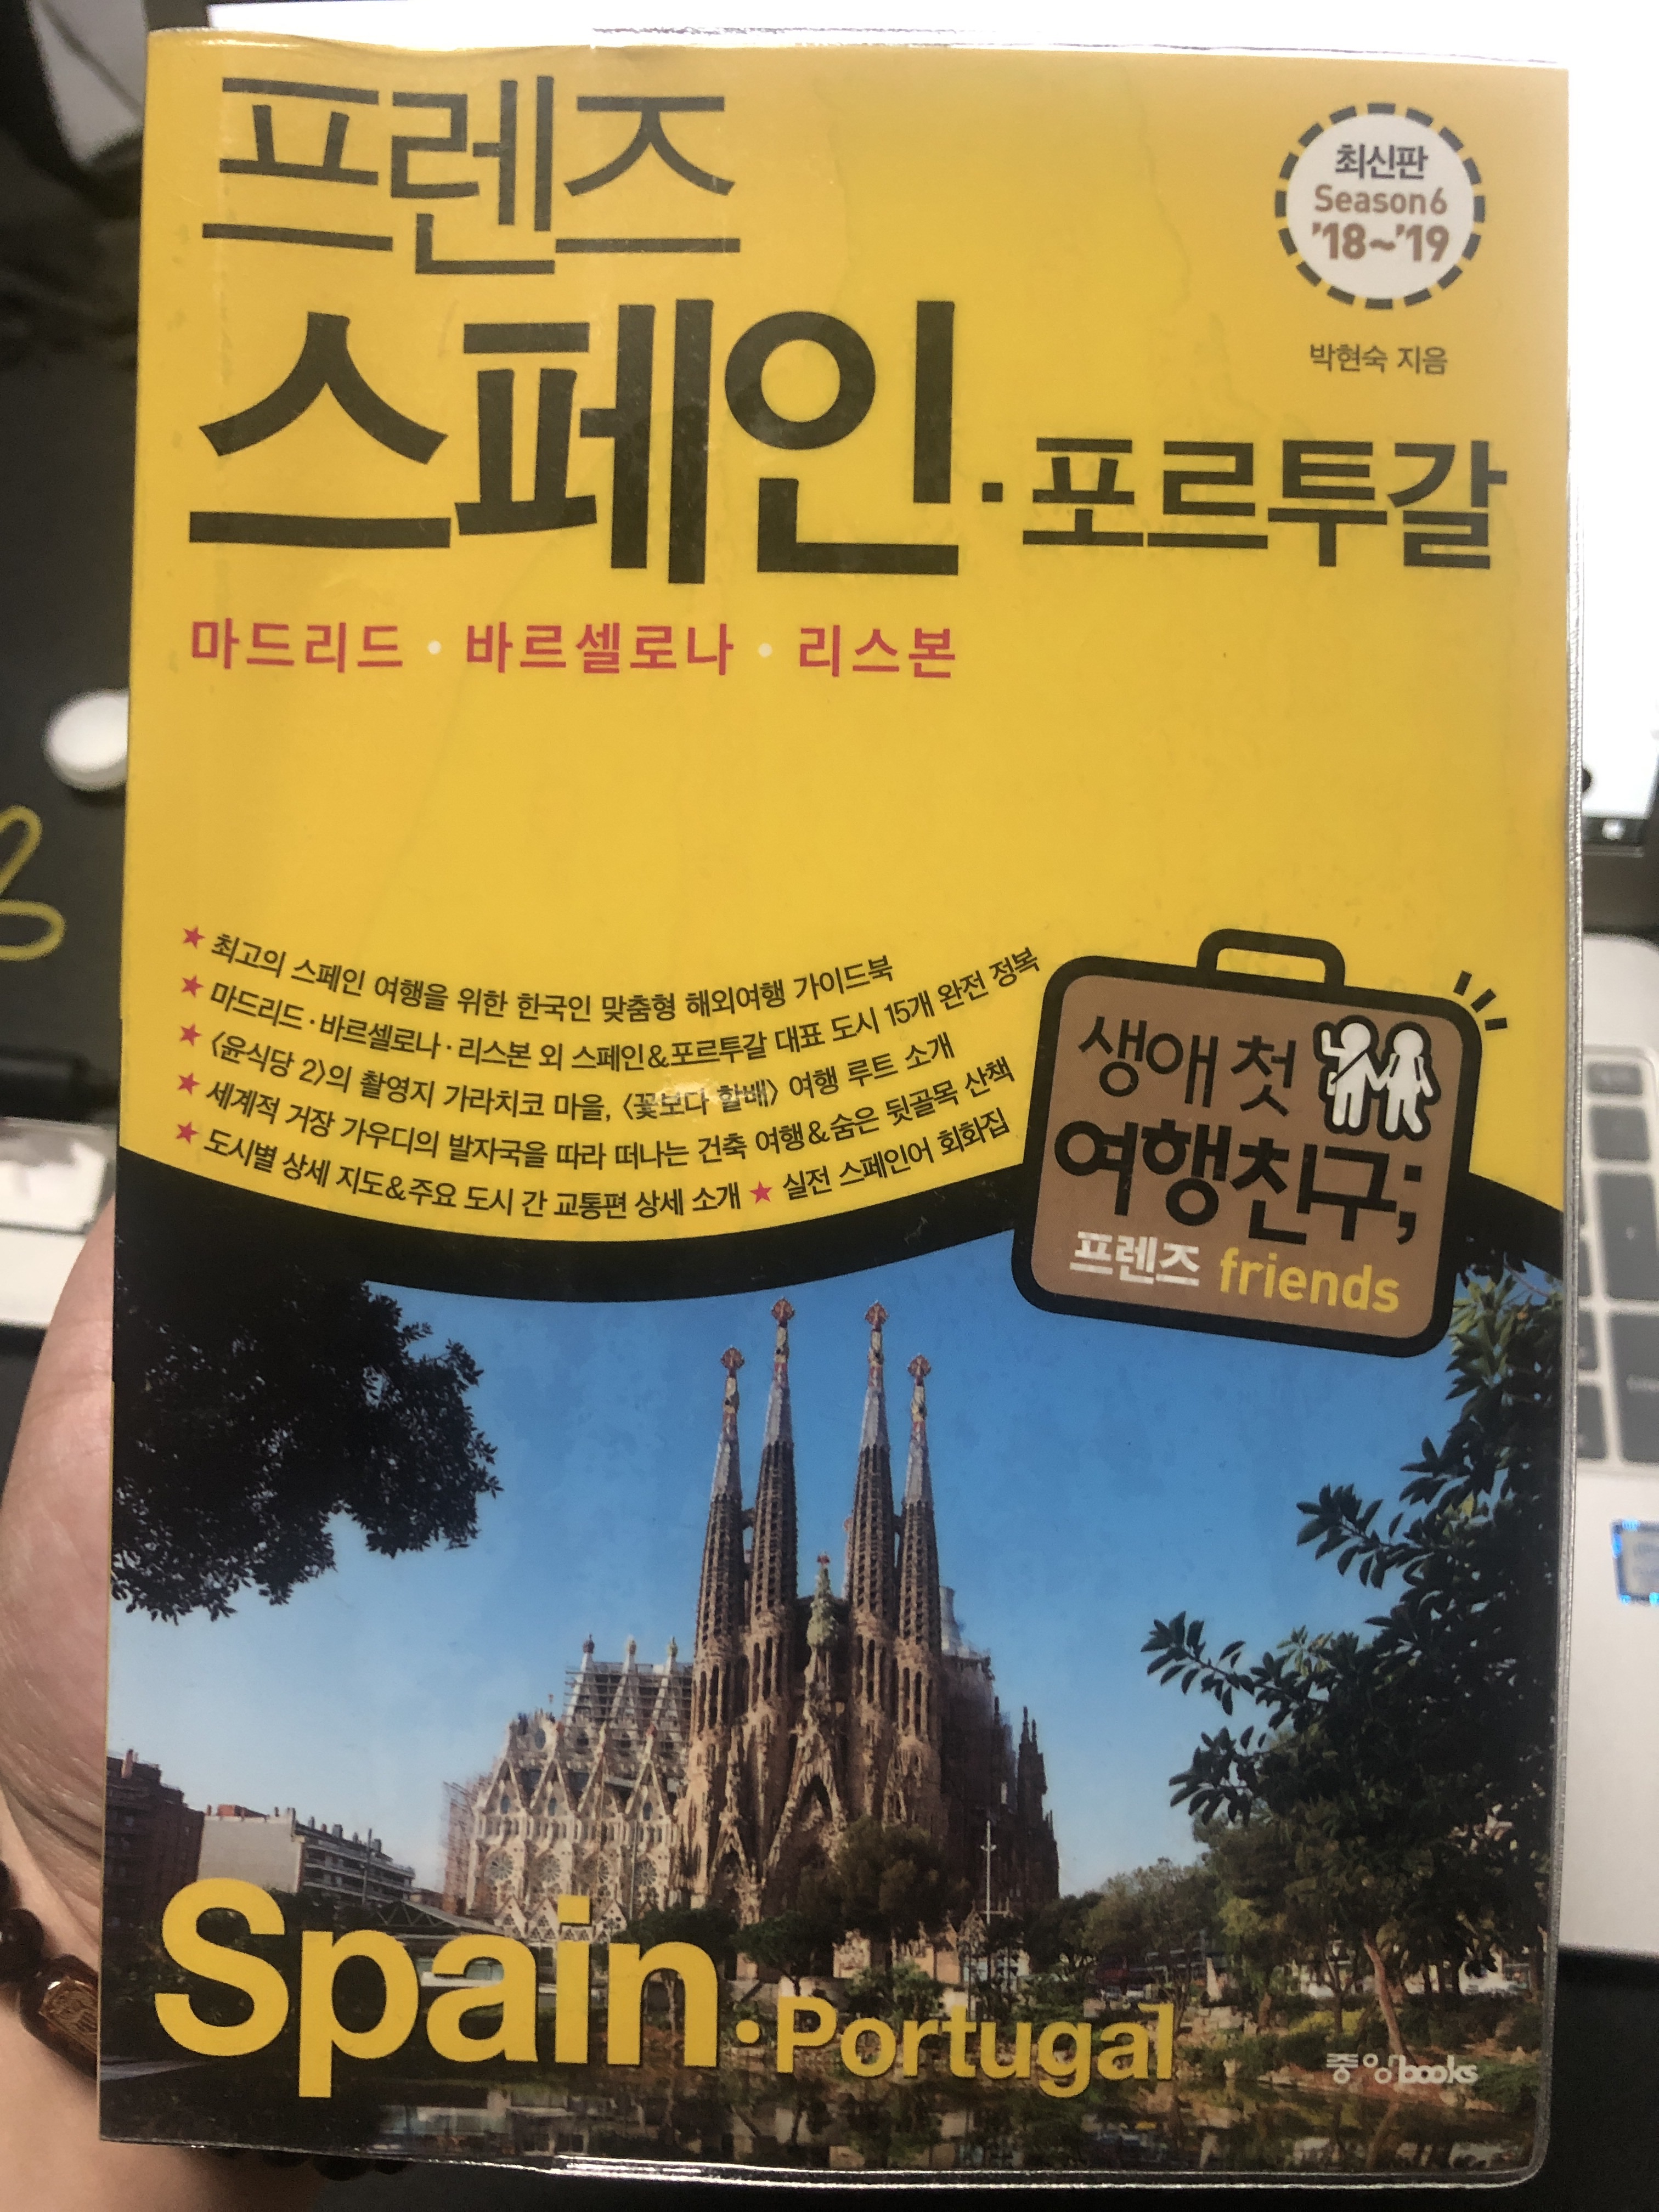 프렌즈
최신판
Season6
'18~'19
박현숙 지음
스페인·포르투갈
마드리드 · 바르셀로나 · 리스본
★ 최고의 스페인 여행을 위한 한국인 맞춤형 해외여행 가이드북
★ 마드리드·바르셀로나·리스본 외 스페인&포르투갈 대표 도시 15개 완전 정복
★ 〈윤식당 2〉의 촬영지 가라치코 마을, 〈꽃보다 할배〉 여행 루트 소개
★ 세계적 거장 가우디의 발자국을 따라 떠나는 건축 여행&숨은 뒷골목 산책
★ 도시별 상세 지도&주요 도시 간 교통편 상세 소개 ★ 실전 스페인어 회화집
생애 첫
여행친구;
프렌즈 friends
Spain·Portugal
중앙books